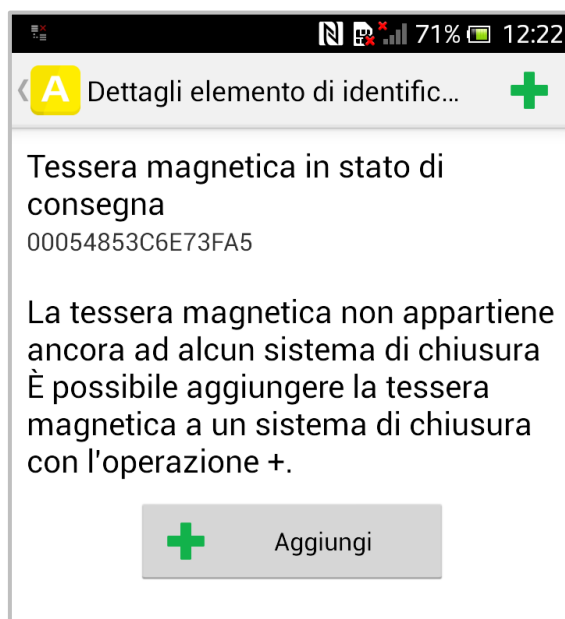 71% 12:22
A Dettagli elemento di identific...
Tessera magnetica in stato di
consegna
00054853C6E73FA5
La tessera magnetica non appartiene
ancora ad alcun sistema di chiusura
È possibile aggiungere la tessera
magnetica a un sistema di chiusura
con l'operazione +.
Aggiungi